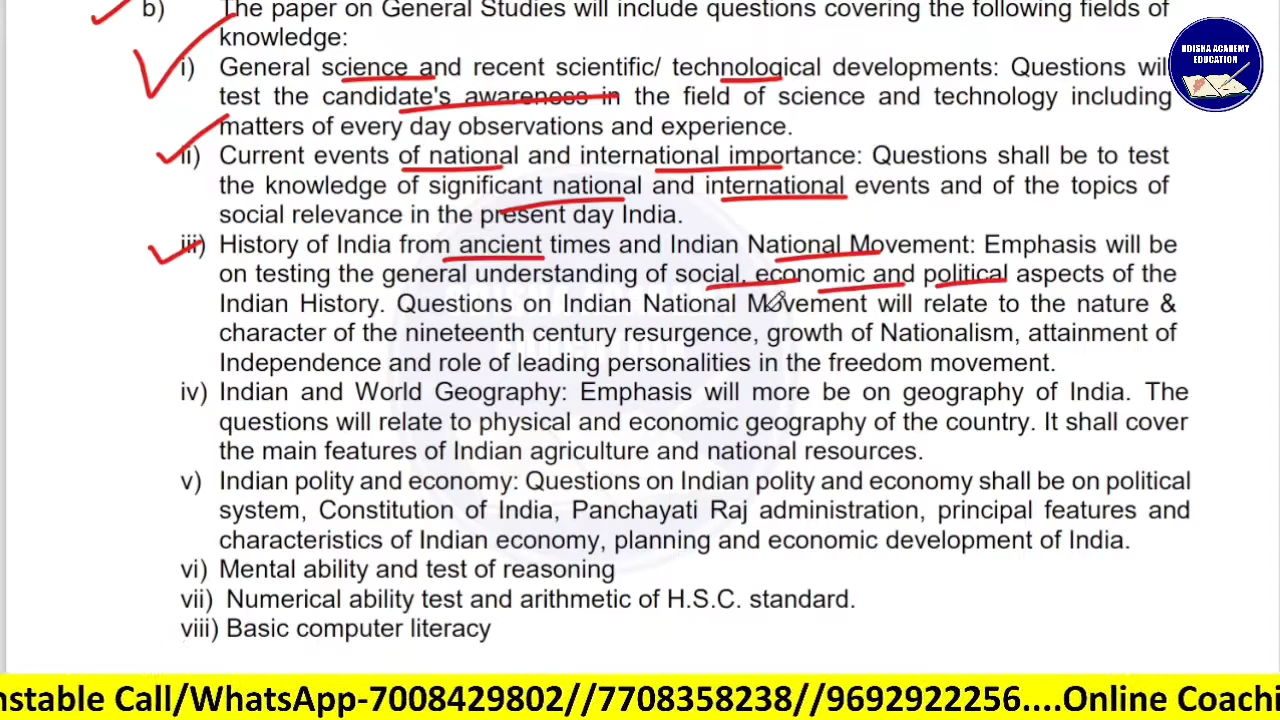 b) The paper on General Studies will include questions covering the following fields of
knowledge:
i) General science and recent scientific/ technological developments: Questions will
test the candidate's awareness in the field of science and technology including
matters of every day observations and experience.
ii) Current events of national and international importance: Questions shall be to test
the knowledge of significant national and international events and of the topics of
social relevance in the present day India.
iii) History of India from ancient times and Indian National Movement: Emphasis will be
on testing the general understanding of social, economic and political aspects of the
Indian History. Questions on Indian National Movement will relate to the nature &
character of the nineteenth century resurgence, growth of Nationalism, attainment of
Independence and role of leading personalities in the freedom movement.
iv) Indian and World Geography: Emphasis will more be on geography of India. The
questions will relate to physical and economic geography of the country. It shall cover
the main features of Indian agriculture and national resources.
v) Indian polity and economy: Questions on Indian polity and economy shall be on political
system, Constitution of India, Panchayati Raj administration, principal features and
characteristics of Indian economy, planning and economic development of India.
vi) Mental ability and test of reasoning
vii) Numerical ability test and arithmetic of H.S.C. standard.
viii) Basic computer literacy
ODISHA ACADEMY
EDUCATION
nstable Call/WhatsApp-7008429802//7708358238//9692922256....Online Coachi